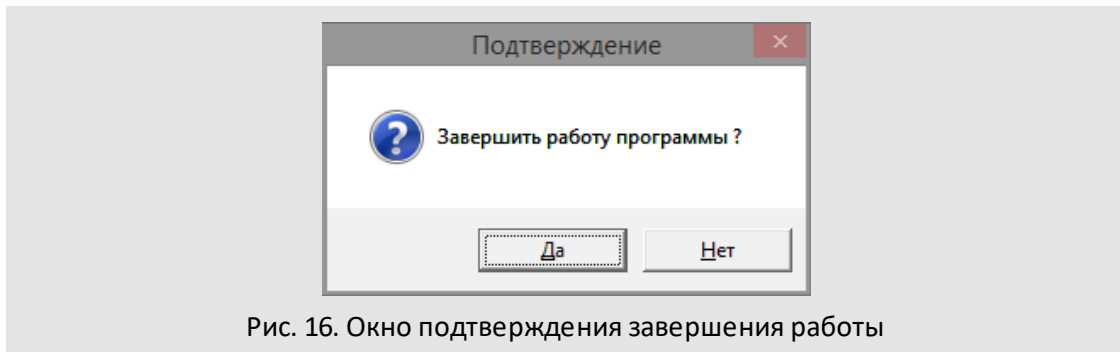 Подтверждение
Завершить работу программы ?
Да
Нет
Рис. 16. Окно подтверждения завершения работы